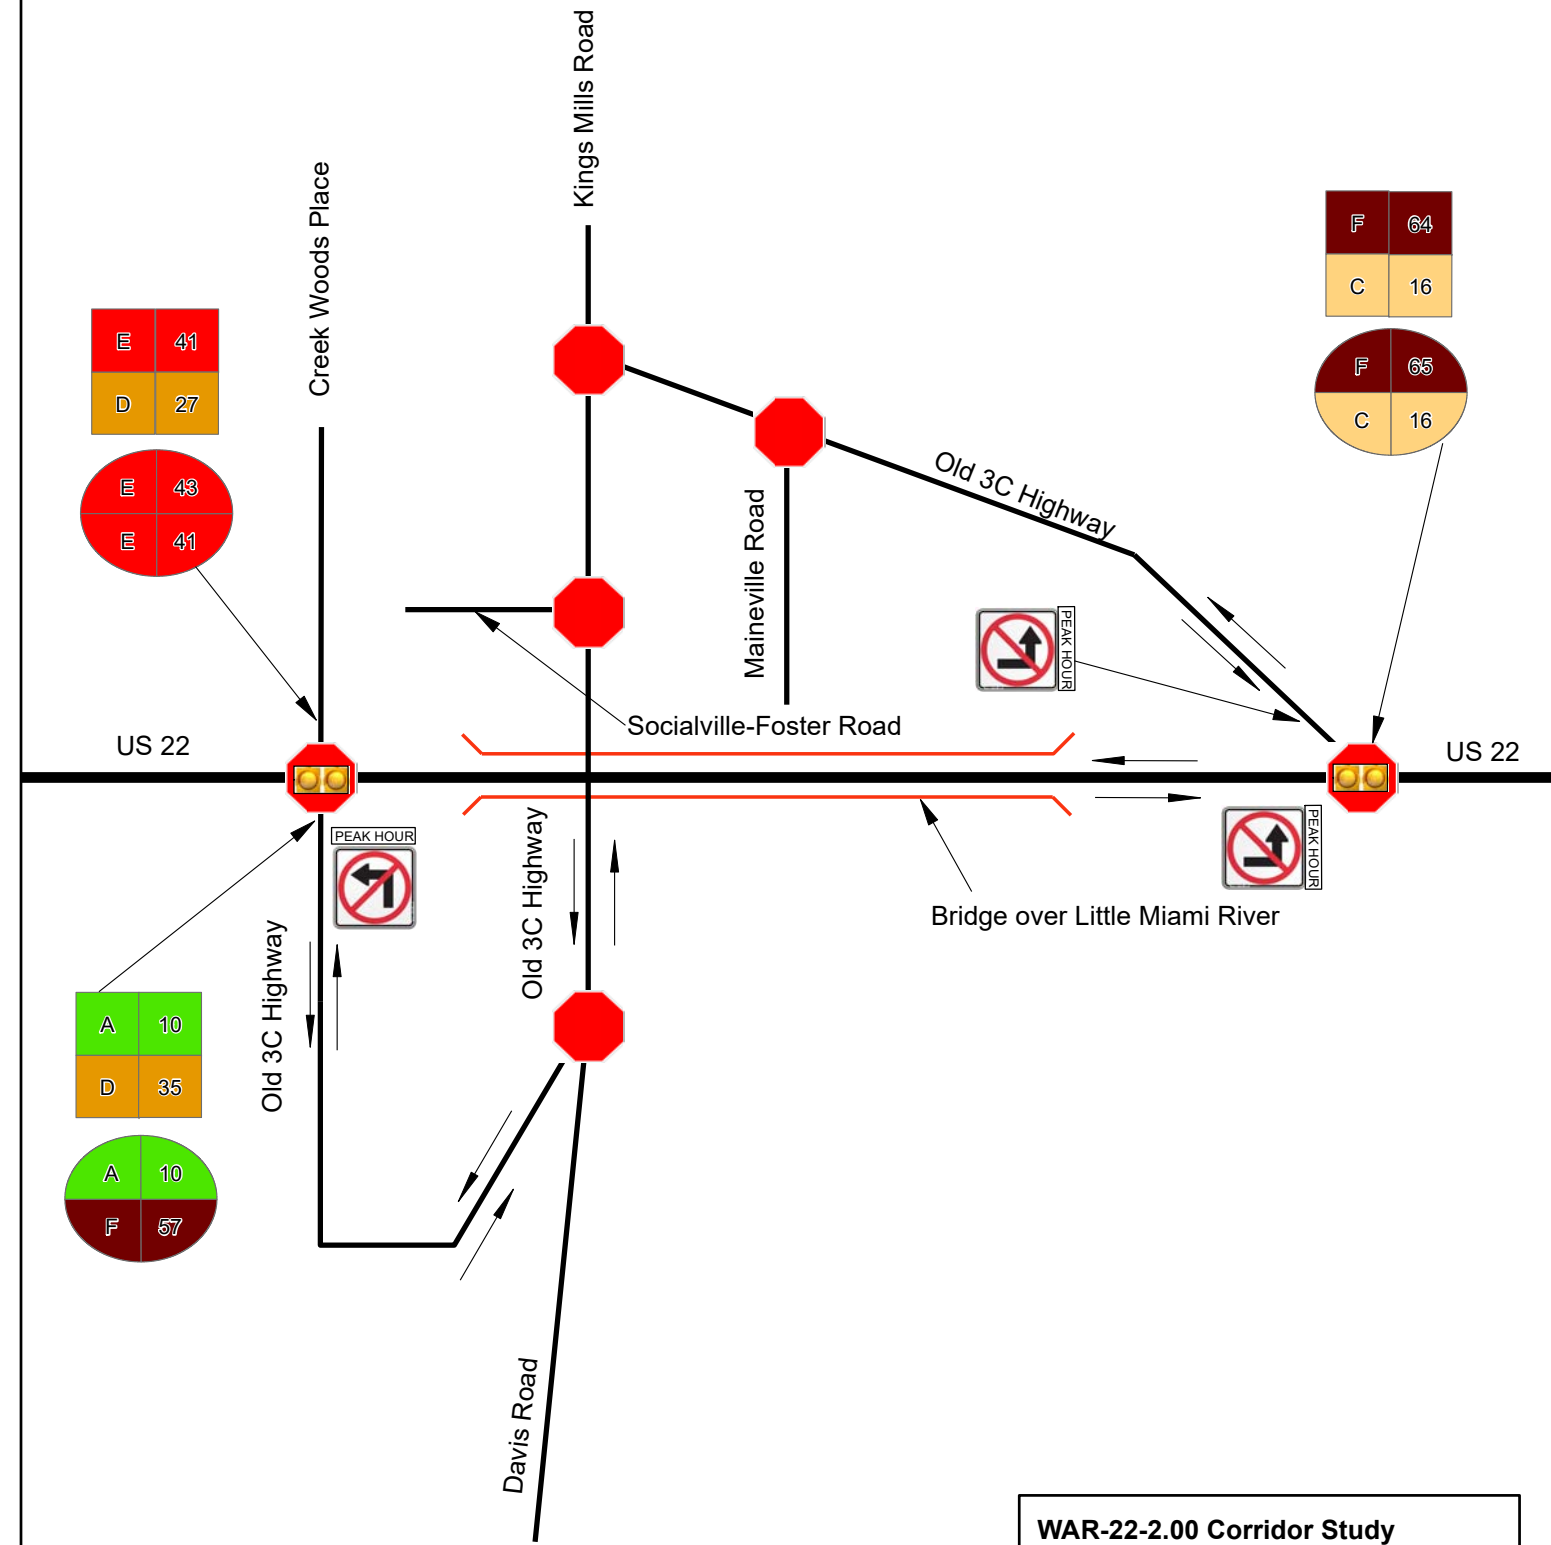 Kings Mills Road
Creek Woods Place
F 64
C 16
F 65
C 16
E 41
D 27
E 43
E 41
Old 3C Highway
Maineville Road
PEAK HOUR
Socialville-Foster Road
US 22
US 22
PEAK HOUR
PEAK HOUR
Old 3C Highway
Bridge over Little Miami River
Old 3C Highway
A 10
D 35
A 10
F 57
Davis Road
WAR-22-2.00 Corridor Study